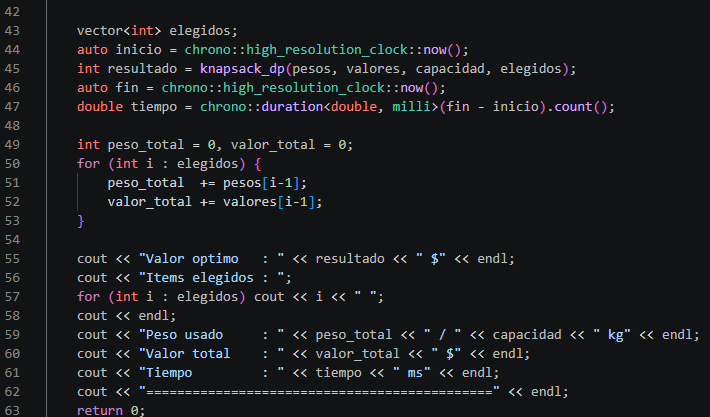 42
43 vector<int> elegidos;
44 auto inicio = chrono::high_resolution_clock::now();
45 int resultado = knapsack_dp(pesos, valores, capacidad, elegidos);
46 auto fin = chrono::high_resolution_clock::now();
47 double tiempo = chrono::duration<double, milli>(fin - inicio).count();
48
49 int peso_total = 0, valor_total = 0;
50 for (int i : elegidos) {
51     peso_total  += pesos[i-1];
52     valor_total += valores[i-1];
53 }
54
55 cout << "Valor optimo   : " << resultado << " $" << endl;
56 cout << "Items elegidos : ";
57 for (int i : elegidos) cout << i << " ";
58 cout << endl;
59 cout << "Peso usado     : " << peso_total << " / " << capacidad << " kg" << endl;
60 cout << "Valor total    : " << valor_total << " $" << endl;
61 cout << "Tiempo         : " << tiempo << " ms" << endl;
62 cout << "=============================================" << endl;
63 return 0;